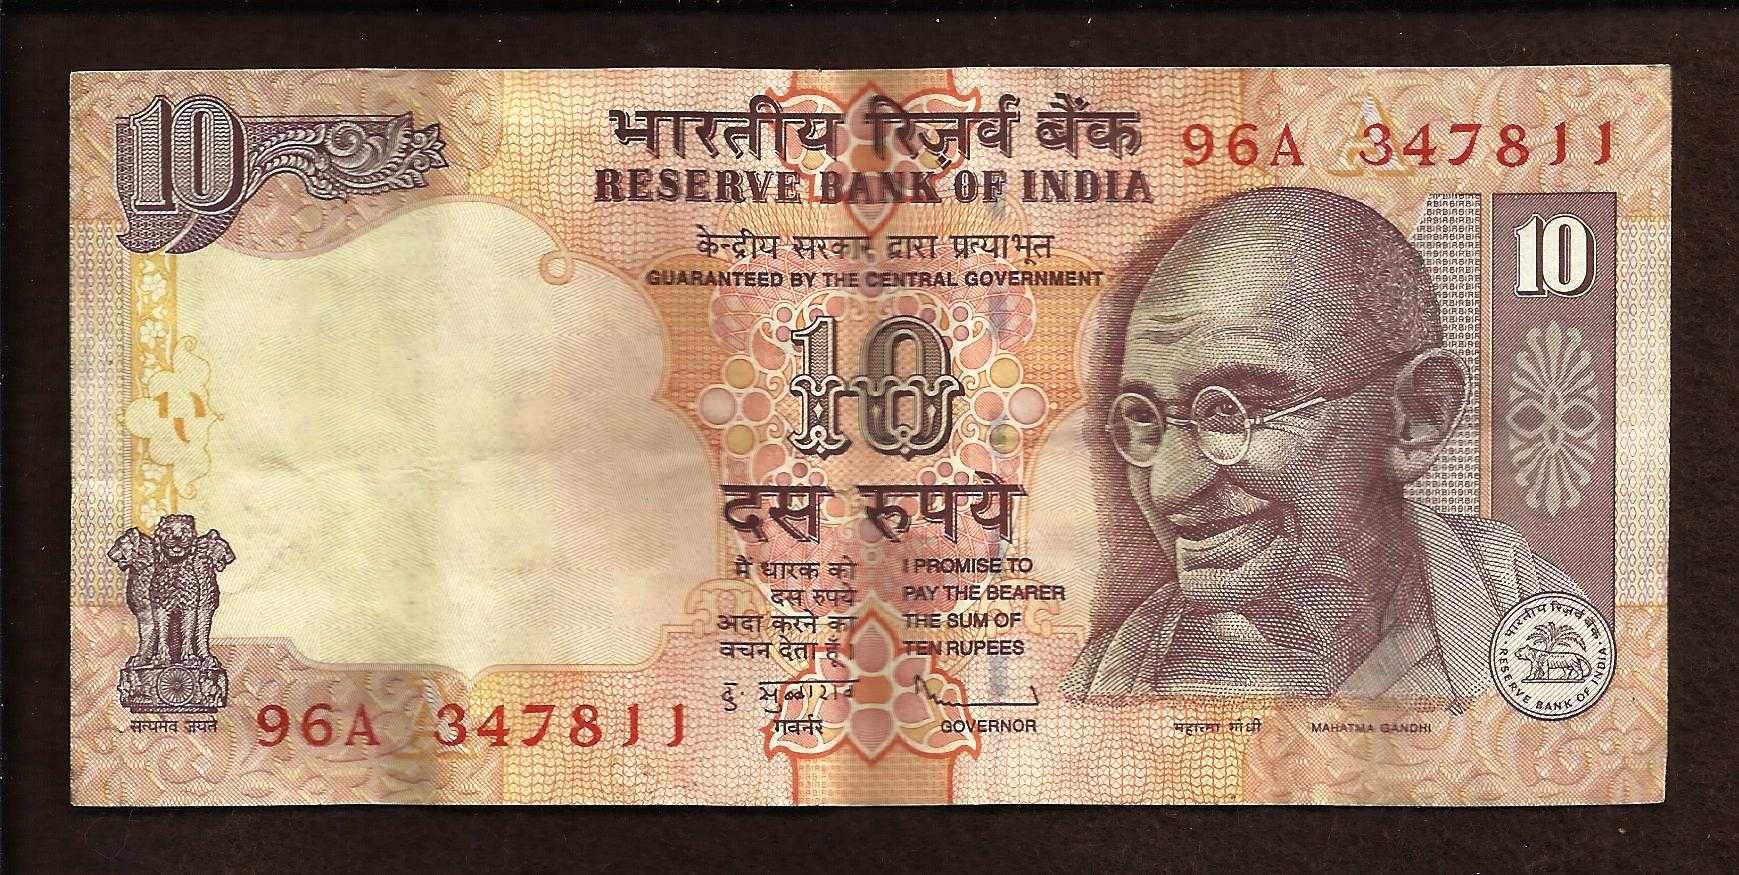 10
भारतीय रिज़र्व बैंक
RESERVE BANK OF INDIA
96A 347811
केन्द्रीय सरकार द्वारा प्रत्याभूत
GUARANTEED BY THE CENTRAL GOVERNMENT
10
10
दस रुपये
मैं धारक को
दस रुपये
अदा करने का
वचन देता हूँ।
I PROMISE TO
PAY THE BEARER
THE SUM OF
TEN RUPEES
दु. सुब्बाराव
गवर्नर
GOVERNOR
सत्यमेव जयते
96A 347811
महात्मा गाँधी
MAHATMA GANDHI
भारतीय रिज़र्व बैंक
RESERVE BANK OF INDIA